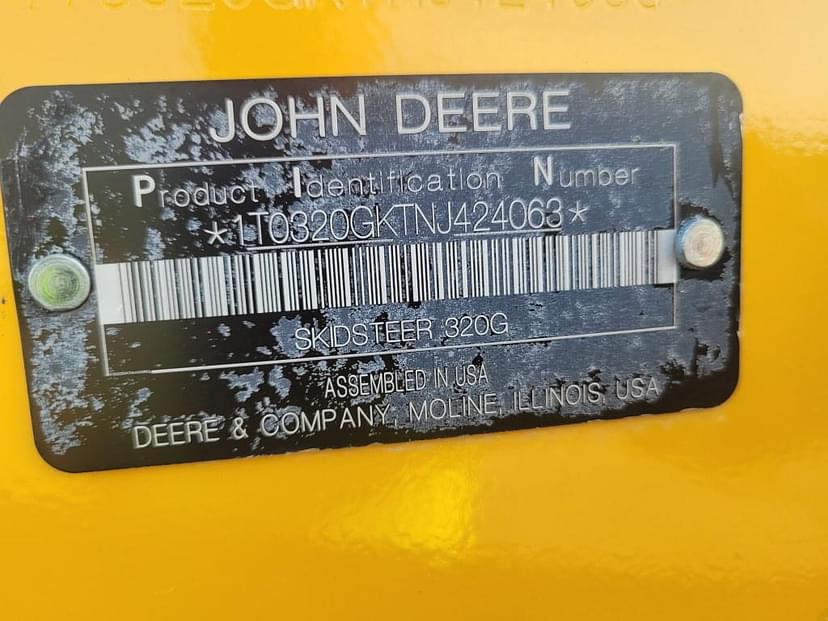 JOHN DEERE
Product Identification Number
*1T0320GKTNJ424063*
SKIDSTEER 320G
ASSEMBLED IN USA
DEERE & COMPANY, MOLINE, ILLINOIS, USA